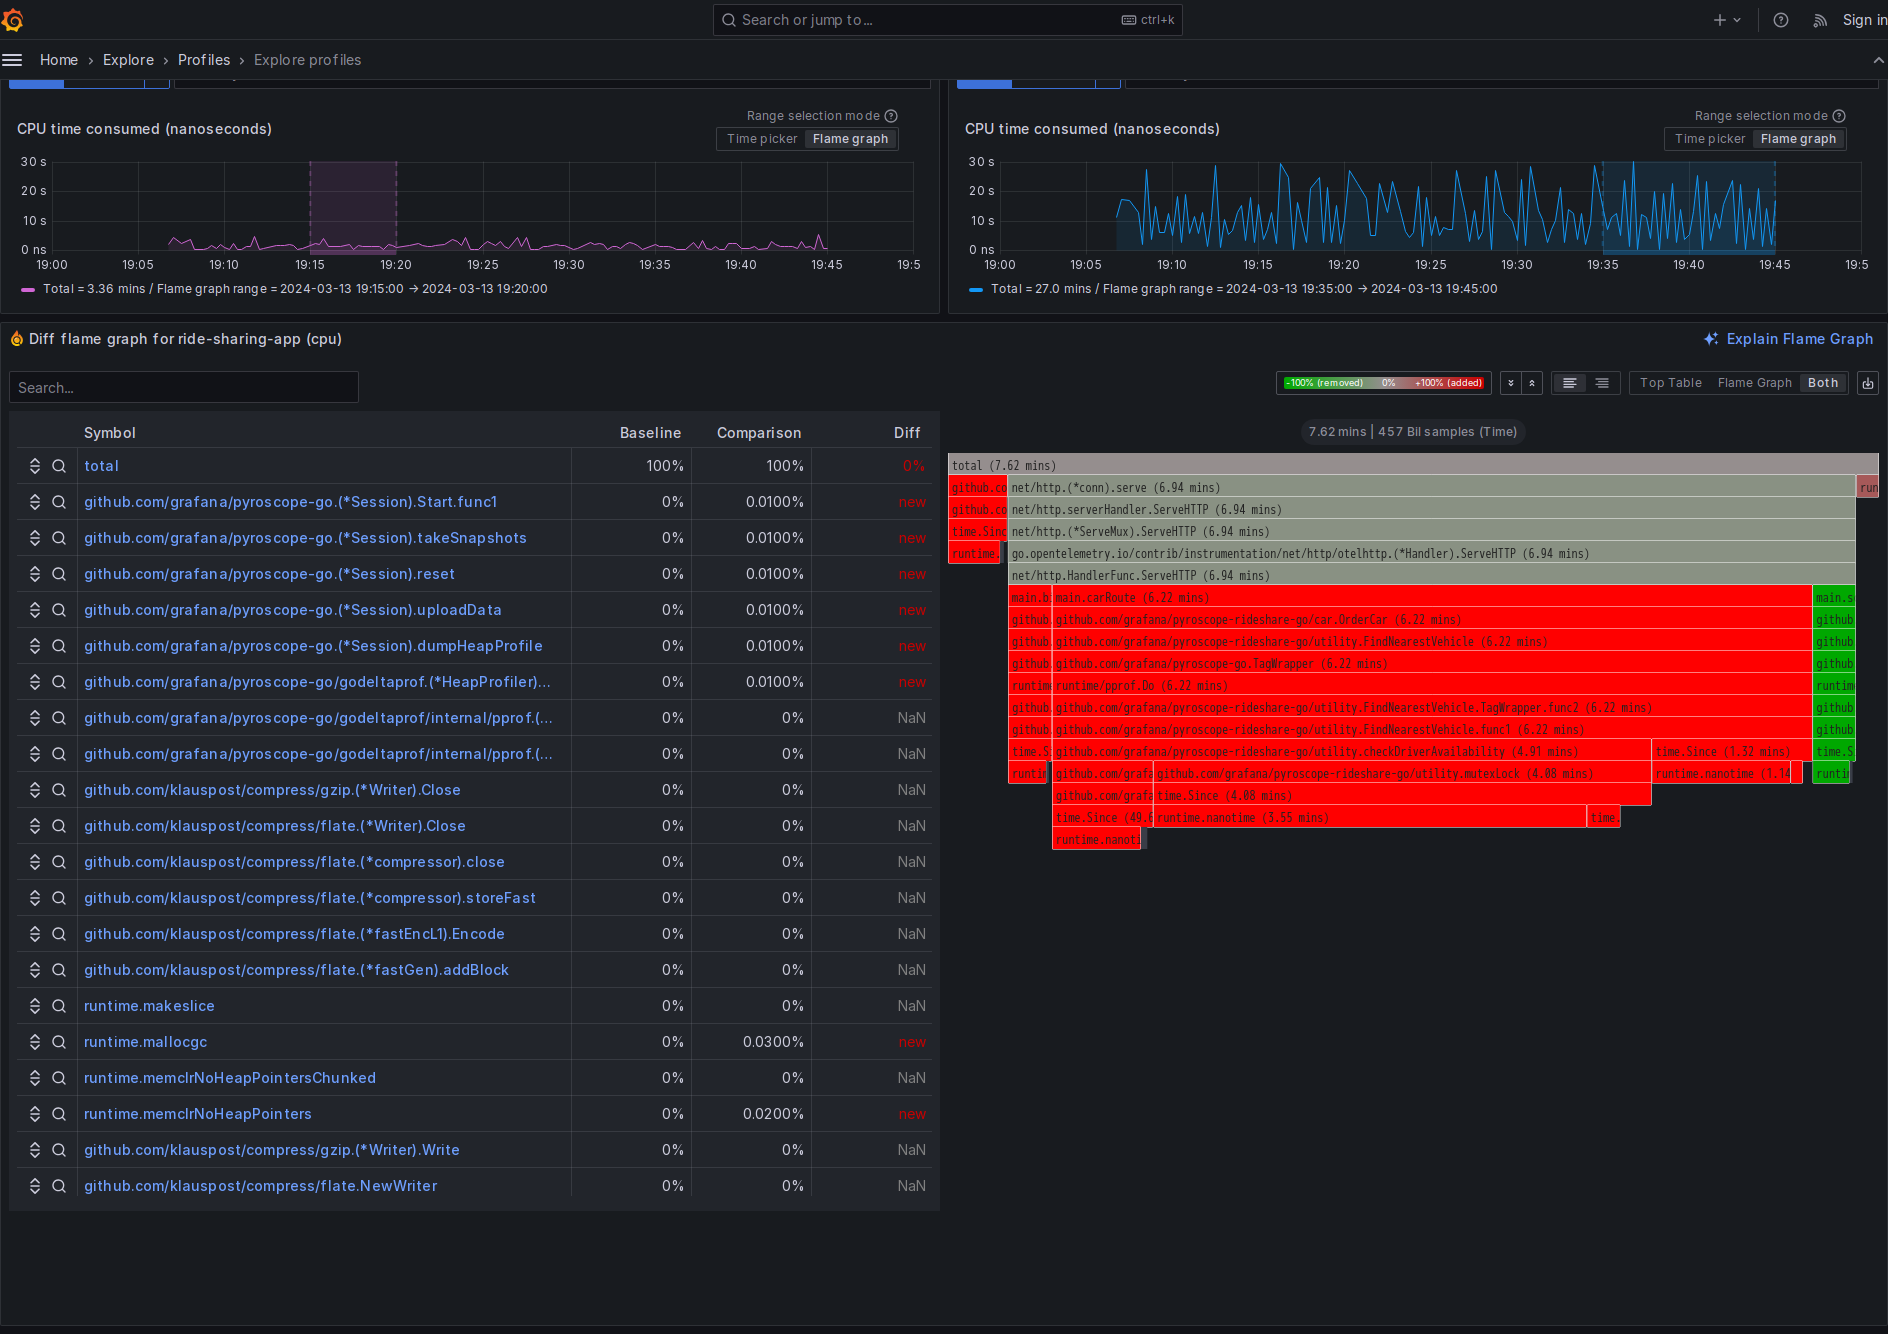 Search or jump to... ctrl+k Sign in
Home › Explore › Profiles › Explore profiles
Range selection mode
CPU time consumed (nanoseconds)
Time picker Flame graph
30 s
20 s
10 s
0 ns
19:00 19:05 19:10 19:15 19:20 19:25 19:30 19:35 19:40 19:45 19:5
Total = 3.36 mins / Flame graph range = 2024-03-13 19:15:00 → 2024-03-13 19:20:00
Range selection mode
CPU time consumed (nanoseconds)
Time picker Flame graph
30 s
20 s
10 s
0 ns
19:00 19:05 19:10 19:15 19:20 19:25 19:30 19:35 19:40 19:45 19:5
Total = 27.0 mins / Flame graph range = 2024-03-13 19:35:00 → 2024-03-13 19:45:00
Diff flame graph for ride-sharing-app (cpu)
Explain Flame Graph
Search...
-100% (removed) 0% +100% (added)
Top Table Flame Graph Both
Symbol Baseline Comparison Diff
total 100% 100% 0%
github.com/grafana/pyroscope-go.(*Session).Start.func1 0% 0.0100% new
github.com/grafana/pyroscope-go.(*Session).takeSnapshots 0% 0.0100% new
github.com/grafana/pyroscope-go.(*Session).reset 0% 0.0100% new
github.com/grafana/pyroscope-go.(*Session).uploadData 0% 0.0100% new
github.com/grafana/pyroscope-go.(*Session).dumpHeapProfile 0% 0.0100% new
github.com/grafana/pyroscope-go/godeltaprof.(*HeapProfiler)... 0% 0.0100% new
github.com/grafana/pyroscope-go/godeltaprof/internal/pprof.(... 0% 0% NaN
github.com/grafana/pyroscope-go/godeltaprof/internal/pprof.(... 0% 0% NaN
github.com/klauspost/compress/gzip.(*Writer).Close 0% 0% NaN
github.com/klauspost/compress/flate.(*Writer).Close 0% 0% NaN
github.com/klauspost/compress/flate.(*compressor).close 0% 0% NaN
github.com/klauspost/compress/flate.(*compressor).storeFast 0% 0% NaN
github.com/klauspost/compress/flate.(*fastEncL1).Encode 0% 0% NaN
github.com/klauspost/compress/flate.(*fastGen).addBlock 0% 0% NaN
runtime.makeslice 0% 0% NaN
runtime.mallocgc 0% 0.0300% new
runtime.memclrNoHeapPointersChunked 0% 0% NaN
runtime.memclrNoHeapPointers 0% 0.0200% new
github.com/klauspost/compress/gzip.(*Writer).Write 0% 0% NaN
github.com/klauspost/compress/flate.NewWriter 0% 0% NaN
7.62 mins | 457 Bil samples (Time)
total (7.62 mins)
github.co net/http.(*conn).serve (6.94 mins) run
github.co net/http.serverHandler.ServeHTTP (6.94 mins)
time.Sinc net/http.(*ServeMux).ServeHTTP (6.94 mins)
runtime. go.opentelemetry.io/contrib/instrumentation/net/http/otelhttp.(*Handler).ServeHTTP (6.94 mins)
net/http.HandlerFunc.ServeHTTP (6.94 mins)
main.b main.carRoute (6.22 mins) main.s
github. github.com/grafana/pyroscope-rideshare-go/car.OrderCar (6.22 mins) github
github. github.com/grafana/pyroscope-rideshare-go/utility.FindNearestVehicle (6.22 mins) github
github. github.com/grafana/pyroscope-go.TagWrapper (6.22 mins) github
runtime runtime/pprof.Do (6.22 mins) runtim
github. github.com/grafana/pyroscope-rideshare-go/utility.FindNearestVehicle.TagWrapper.func2 (6.22 mins) github
github. github.com/grafana/pyroscope-rideshare-go/utility.FindNearestVehicle.func1 (6.22 mins) github
time.S github.com/grafana/pyroscope-rideshare-go/utility.checkDriverAvailability (4.91 mins) time.Since (1.32 mins) time.S
runtim github.com/grafa github.com/grafana/pyroscope-rideshare-go/utility.mutexLock (4.08 mins) runtime.nanotime (1.14 runtim
github.com/grafa time.Since (4.08 mins)
time.Since (49.6 runtime.nanotime (3.55 mins) time.
runtime.nanoti